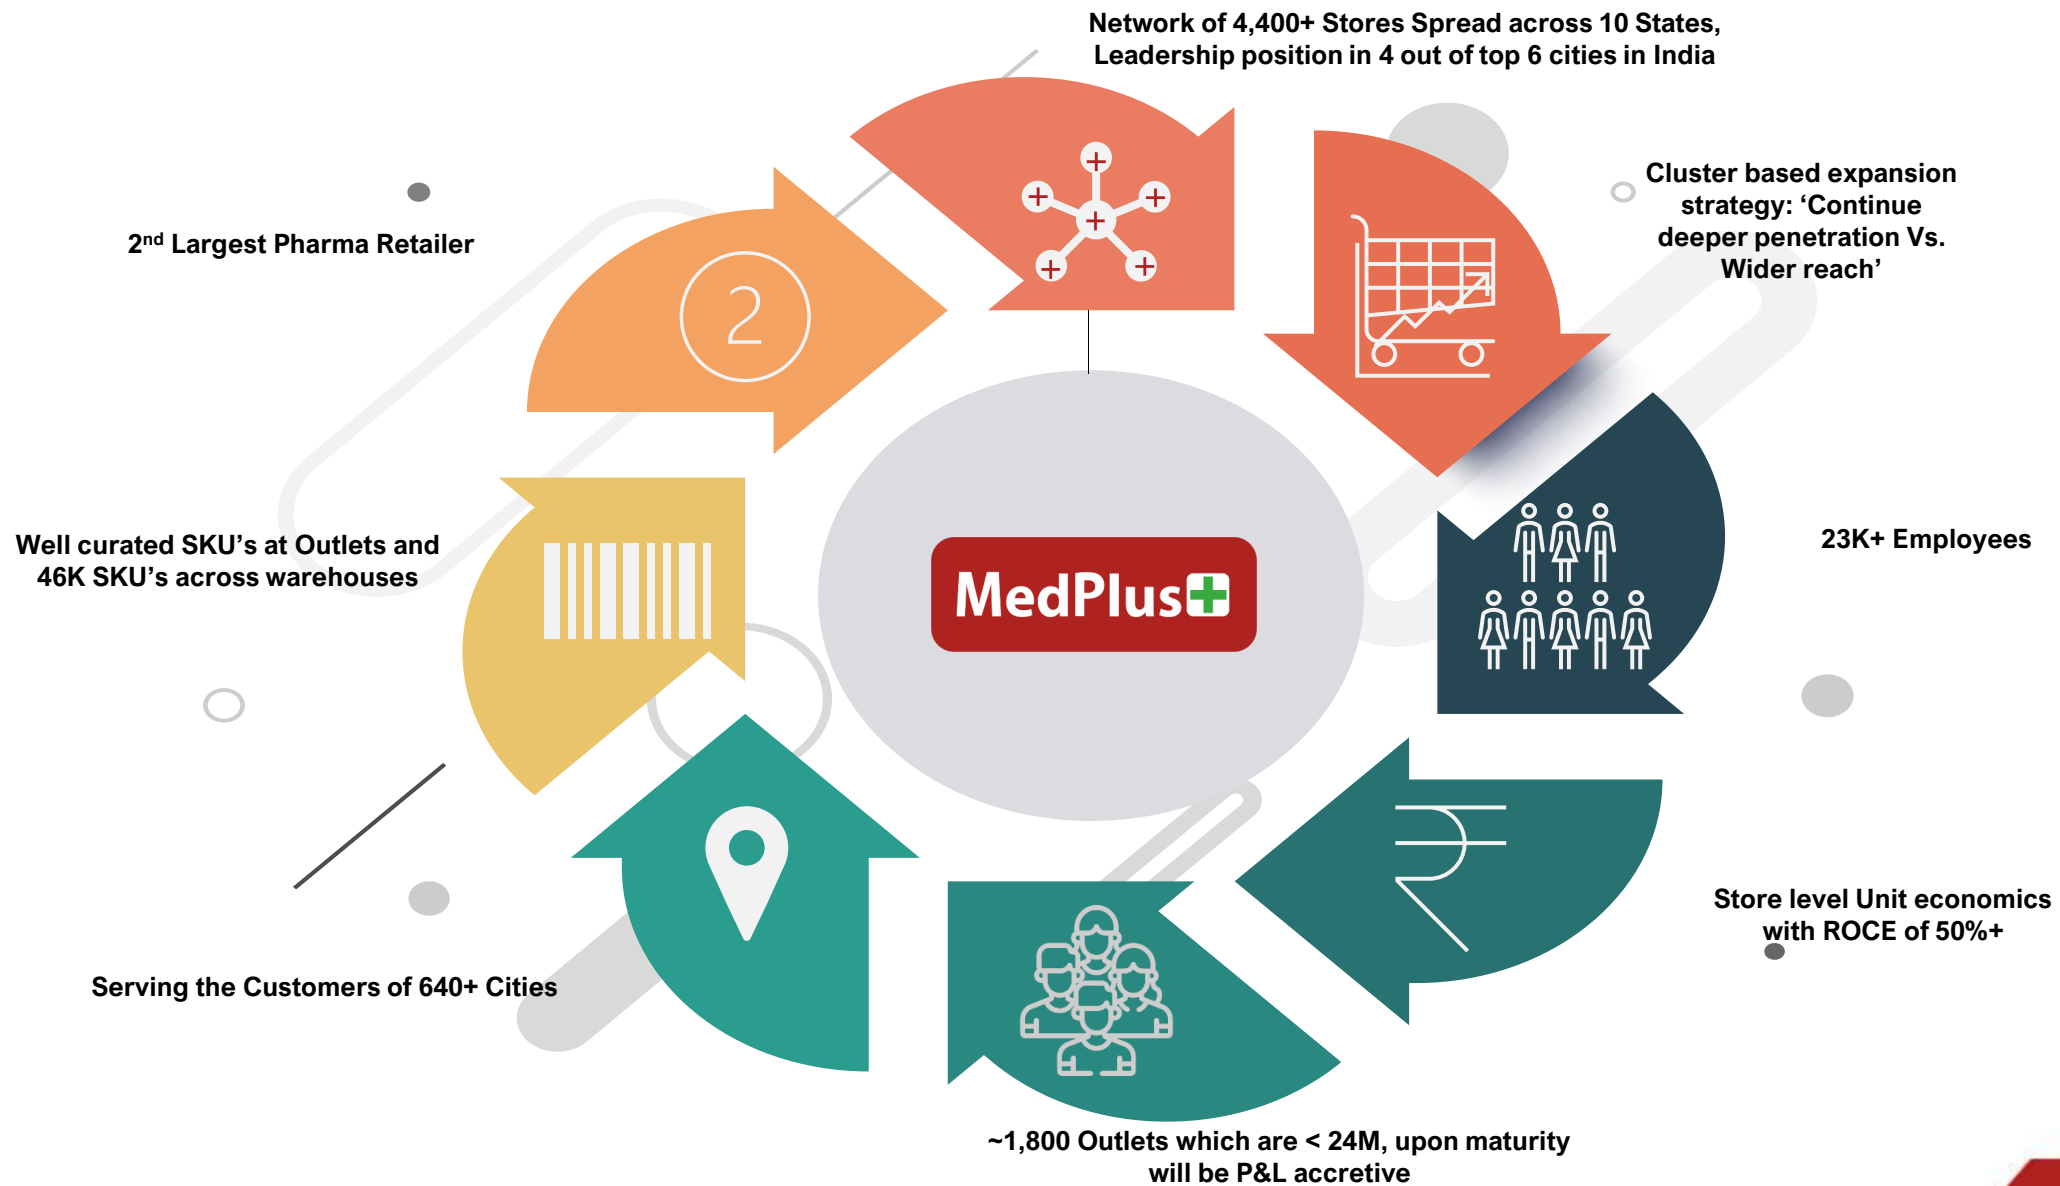 Network of 4,400+ Stores Spread across 10 States,
Leadership position in 4 out of top 6 cities in India
Cluster based expansion
strategy: ‘Continue
deeper penetration Vs.
Wider reach’
2nd Largest Pharma Retailer
2
Well curated SKU’s at Outlets and
46K SKU’s across warehouses
MedPlus
23K+ Employees
Store level Unit economics
with ROCE of 50%+
Serving the Customers of 640+ Cities
~1,800 Outlets which are < 24M, upon maturity
will be P&L accretive